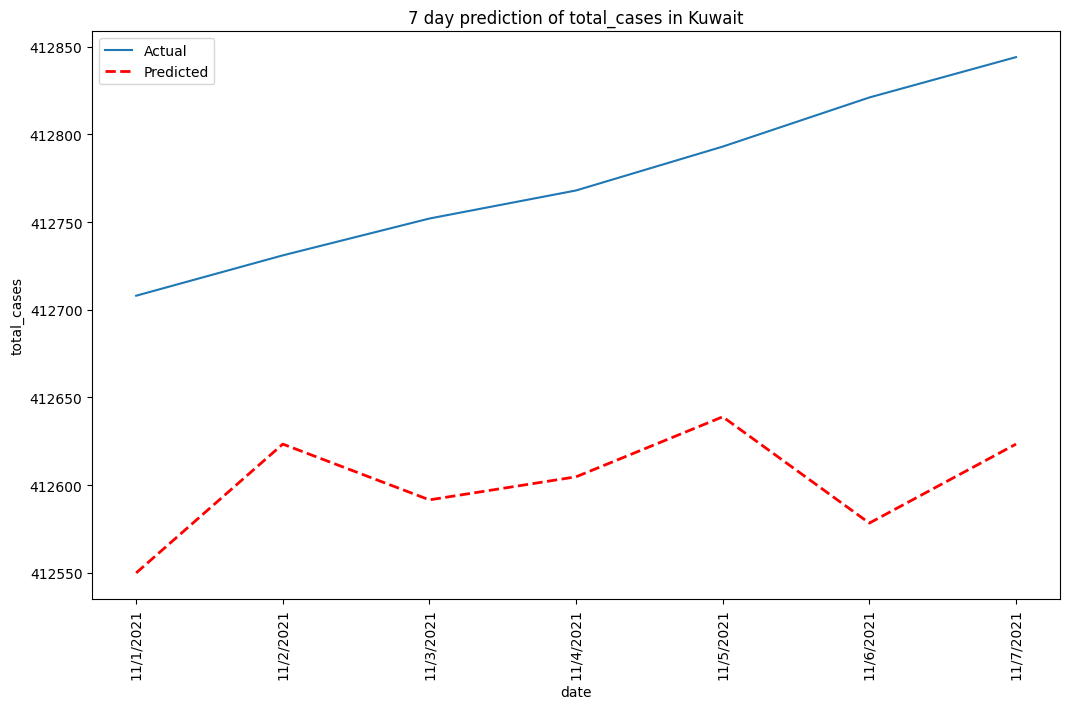 7 day prediction of total_cases in Kuwait
Actual
Predicted
412850
412800
412750
412700
412650
412600
412550
total_cases
11/1/2021
11/2/2021
11/3/2021
11/4/2021
11/5/2021
11/6/2021
11/7/2021
date